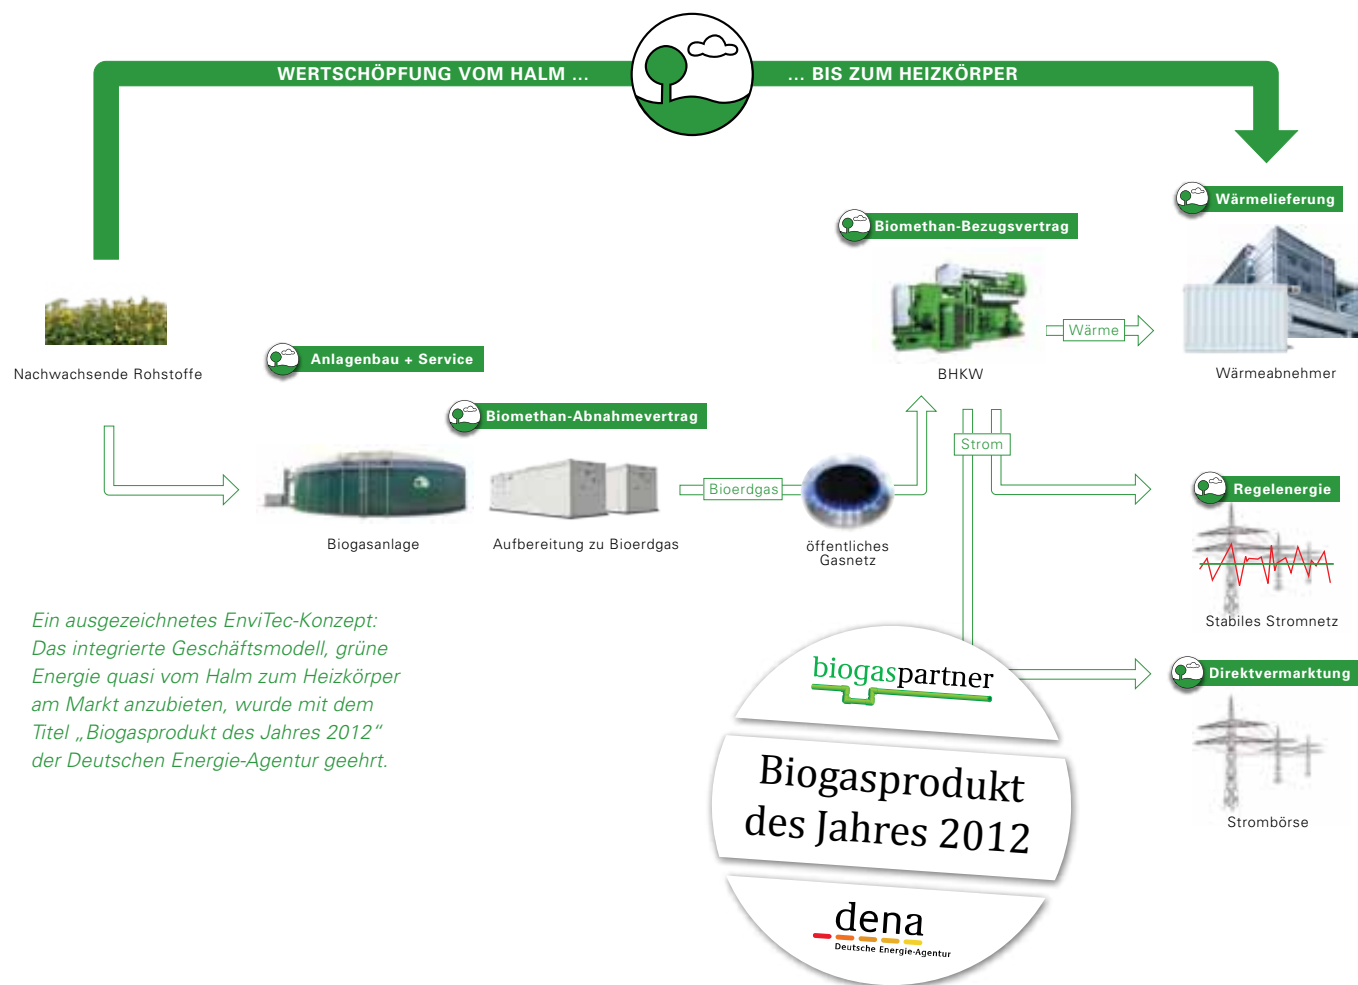 WERTSCHÖPFUNG VOM HALM ...
... BIS ZUM HEIZKÖRPER
Wärmelieferung
Biomethan-Bezugsvertrag
Wärme
Nachwachsende Rohstoffe
Anlagenbau + Service
BHKW
Wärmeabnehmer
Biomethan-Abnahmevertrag
Strom
Bioerdgas
Regelenergie
Biogasanlage
Aufbereitung zu Bioerdgas
öffentliches
Gasnetz
Stabiles Stromnetz
Ein ausgezeichnetes EnviTec-Konzept:
Das integrierte Geschäftsmodell, grüne
Energie quasi vom Halm zum Heizkörper
am Markt anzubieten, wurde mit dem
Titel „Biogasprodukt des Jahres 2012“
der Deutschen Energie-Agentur geehrt.
biogaspartner
Direktvermarktung
Biogasprodukt
des Jahres 2012
Strombörse
dena
Deutsche Energie-Agentur